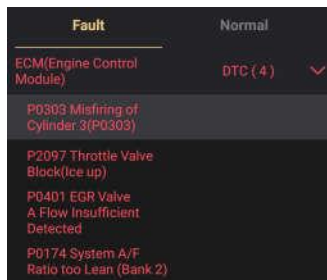 Fault Normal
ECM(Engine Control
Module)
DTC ( 4 )
P0303 Misfiring of
Cylinder 3(P0303)
P2097 Throttle Valve
Block(Ice up)
P0401 EGR Valve
A Flow Insufficient
Detected
P0174 System A/F
Ratio too Lean (Bank 2)